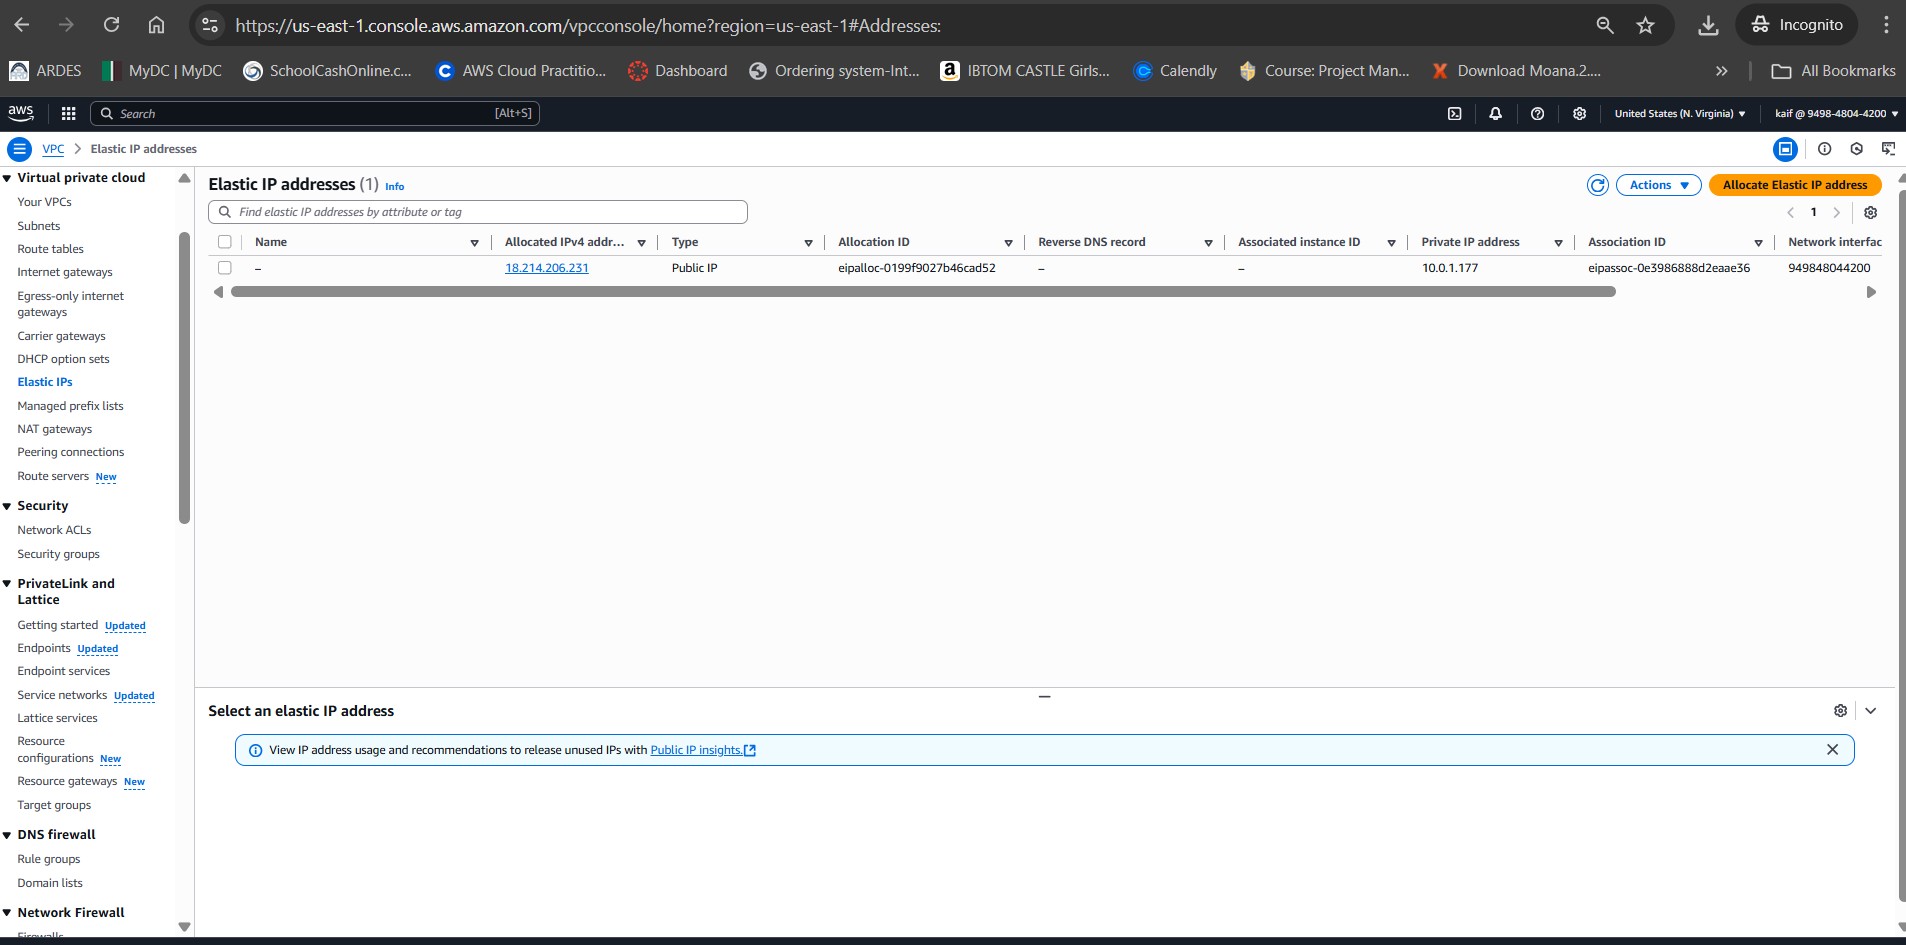 https://us-east-1.console.aws.amazon.com/vpcconsole/home?region=us-east-1#Addresses:
Incognito
ARDES
MyDC | MyDC
SchoolCashOnline.c...
AWS Cloud Practitio...
Dashboard
Ordering system-Int...
IBTOM CASTLE Girls...
Calendly
Course: Project Man...
Download Moana.2....
All Bookmarks
aws
Search
[Alt+S]
United States (N. Virginia)
kaif @ 9498-4804-4200
VPC
Elastic IP addresses
Virtual private cloud
Your VPCs
Subnets
Route tables
Internet gateways
Egress-only internet
gateways
Carrier gateways
DHCP option sets
Elastic IPs
Managed prefix lists
NAT gateways
Peering connections
Route servers New
Security
Network ACLs
Security groups
PrivateLink and
Lattice
Getting started Updated
Endpoints Updated
Endpoint services
Service networks Updated
Lattice services
Resource
configurations New
Resource gateways New
Target groups
DNS firewall
Rule groups
Domain lists
Network Firewall
Firewalls
Elastic IP addresses (1) Info
Actions
Allocate Elastic IP address
Find elastic IP addresses by attribute or tag
1
Name
Allocated IPv4 addr...
Type
Allocation ID
Reverse DNS record
Associated instance ID
Private IP address
Association ID
Network interfac
–
18.214.206.231
Public IP
eipalloc-0199f9027b46cad52
–
–
10.0.1.177
eipassoc-0e3986888d2eaae36
949848044200
Select an elastic IP address
View IP address usage and recommendations to release unused IPs with Public IP insights.